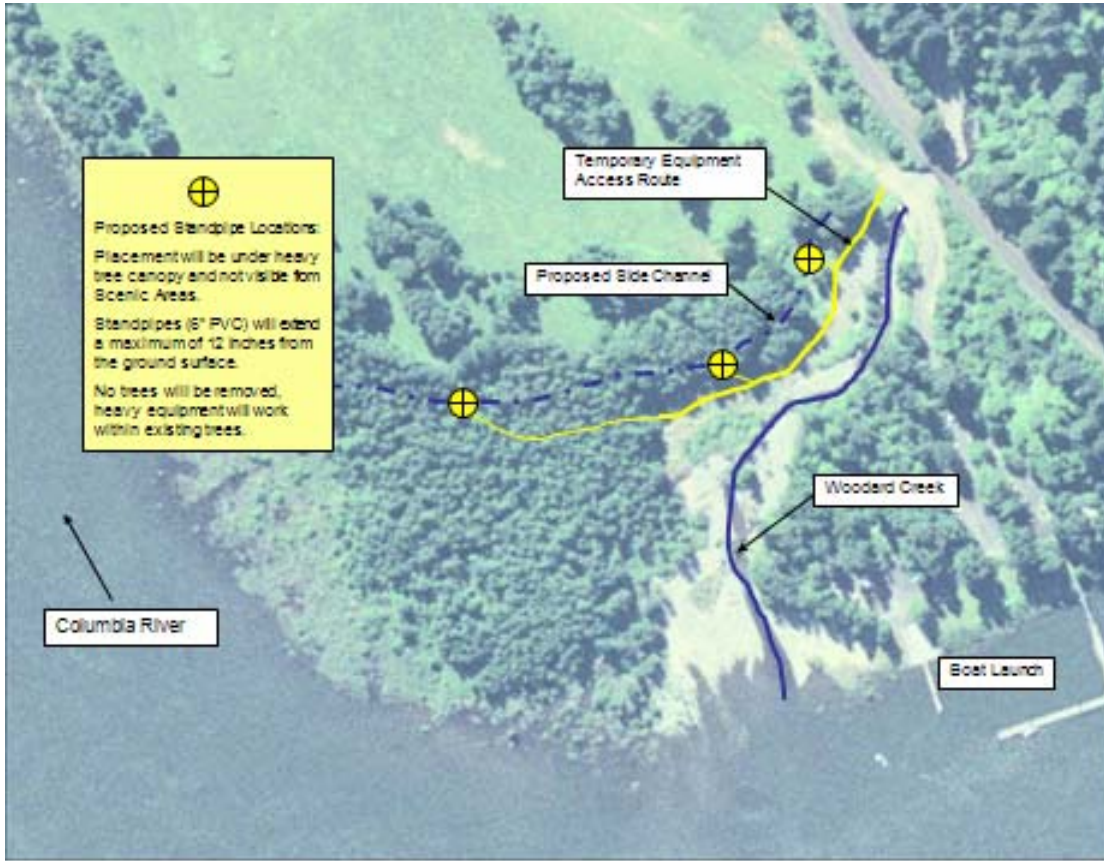 Temporary Equipment
Access Route
Proposed Standpipe Locations:
Placement will be under heavy
tree canopy and not visible from
Scenic Areas.
Standpipes (6" PVC) will extend
a maximum of 12 inches from
the ground surface.
No trees will be removed,
heavy equipment will work
within existing trees.
Proposed Side Channel
Woodard Creek
Columbia River
Boat Launch